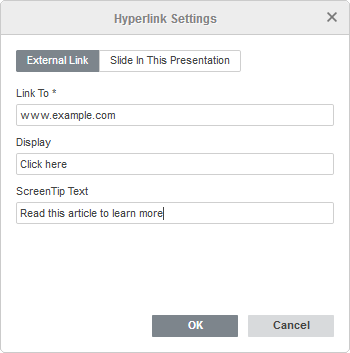 Hyperlink Settings
External Link Slide In This Presentation
Link To *
www.example.com
Display
Click here
ScreenTip Text
Read this article to learn more
OK Cancel